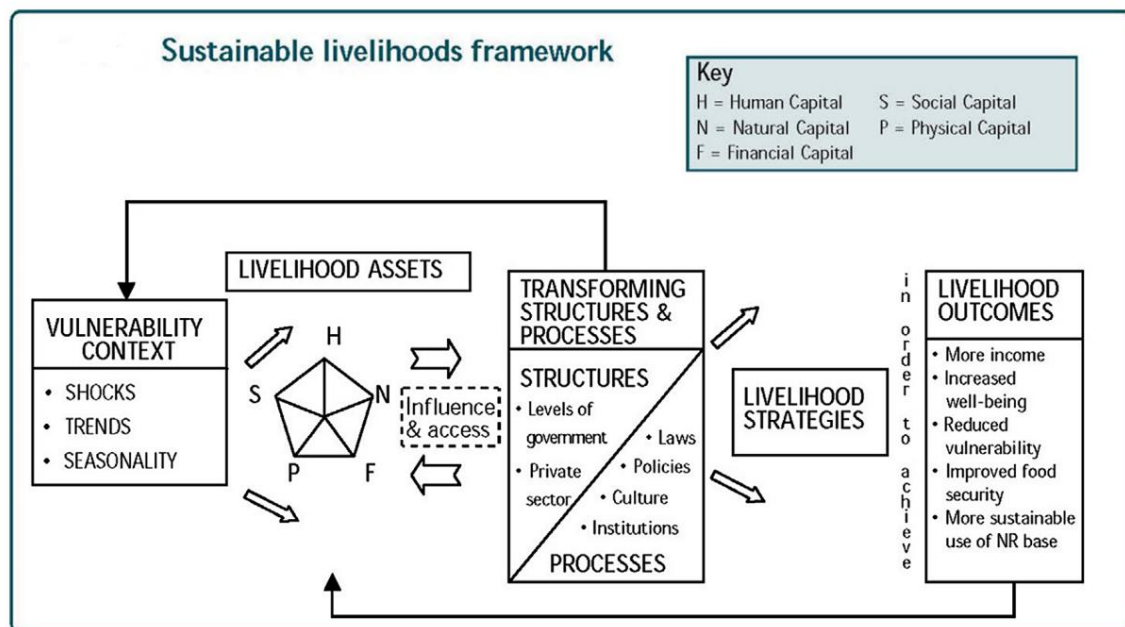 Sustainable livelihoods framework
Key
H = Human Capital S = Social Capital
N = Natural Capital P = Physical Capital
F = Financial Capital
LIVELIHOOD ASSETS
VULNERABILITY
CONTEXT
• SHOCKS
• TRENDS
• SEASONALITY
H
S
N
P
F
Influence
& access
TRANSFORMING
STRUCTURES &
PROCESSES
STRUCTURES
• Levels of
government
• Private
sector
• Laws
• Policies
• Culture
• Institutions
PROCESSES
LIVELIHOOD
STRATEGIES
in order to achieve
LIVELIHOOD
OUTCOMES
• More income
• Increased
well-being
• Reduced
vulnerability
• Improved food
security
• More sustainable
use of NR base